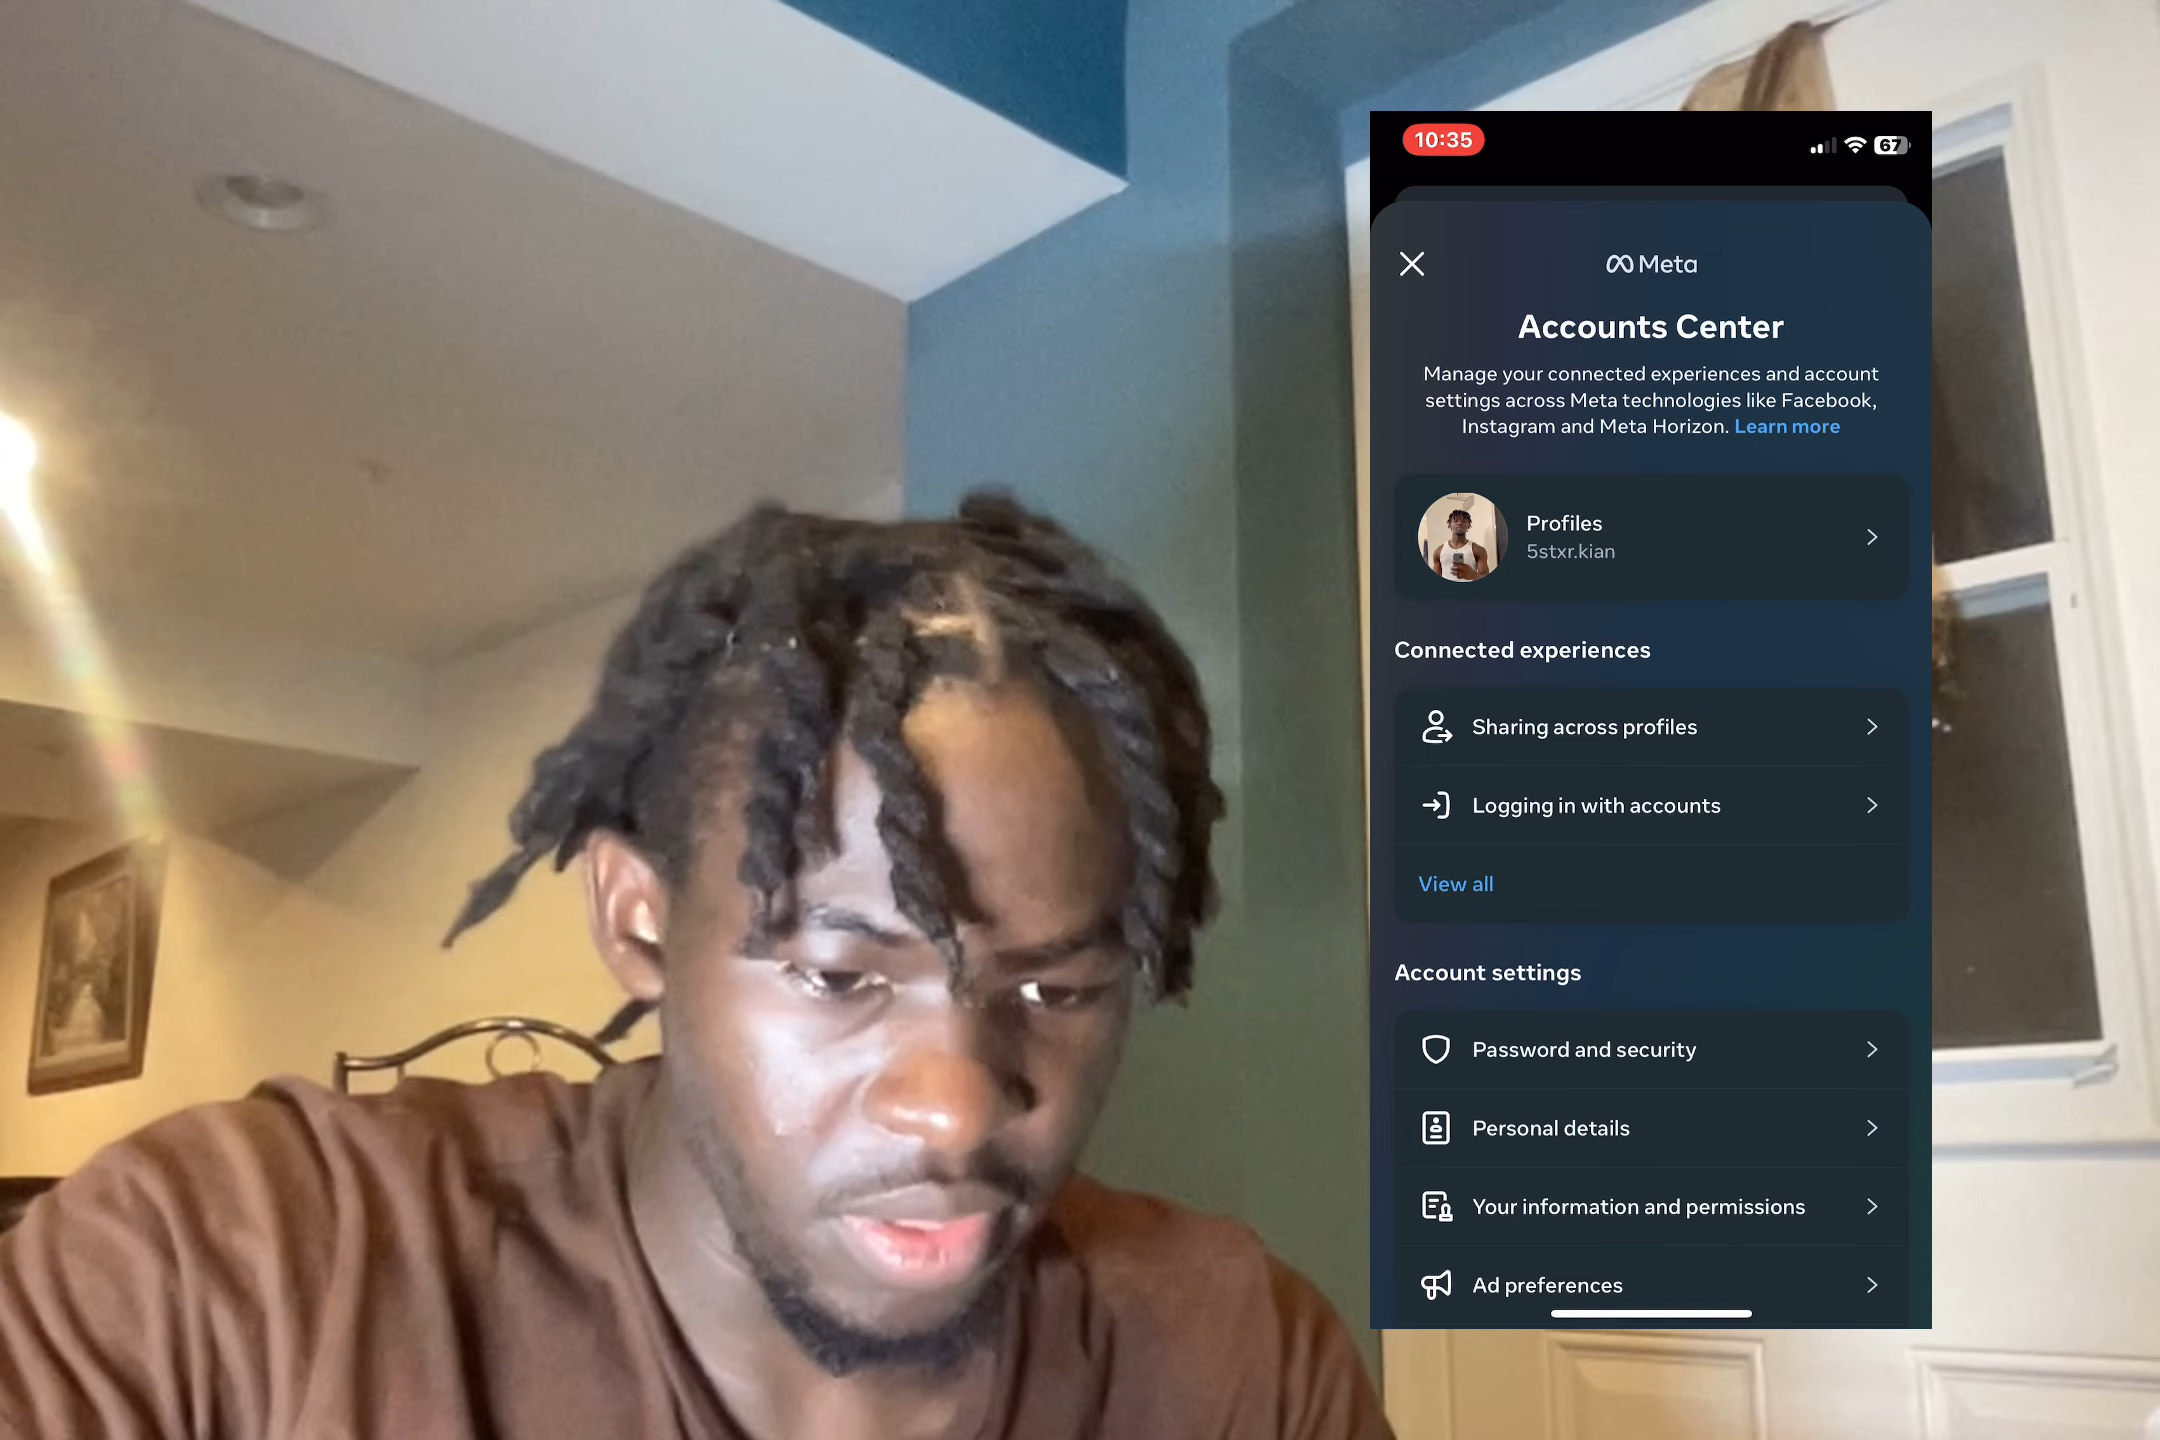 10:35
67
Meta
Accounts Center
Manage your connected experiences and account
settings across Meta technologies like Facebook,
Instagram and Meta Horizon. Learn more
Profiles
5stxr.kian
Connected experiences
Sharing across profiles
Logging in with accounts
View all
Account settings
Password and security
Personal details
Your information and permissions
Ad preferences